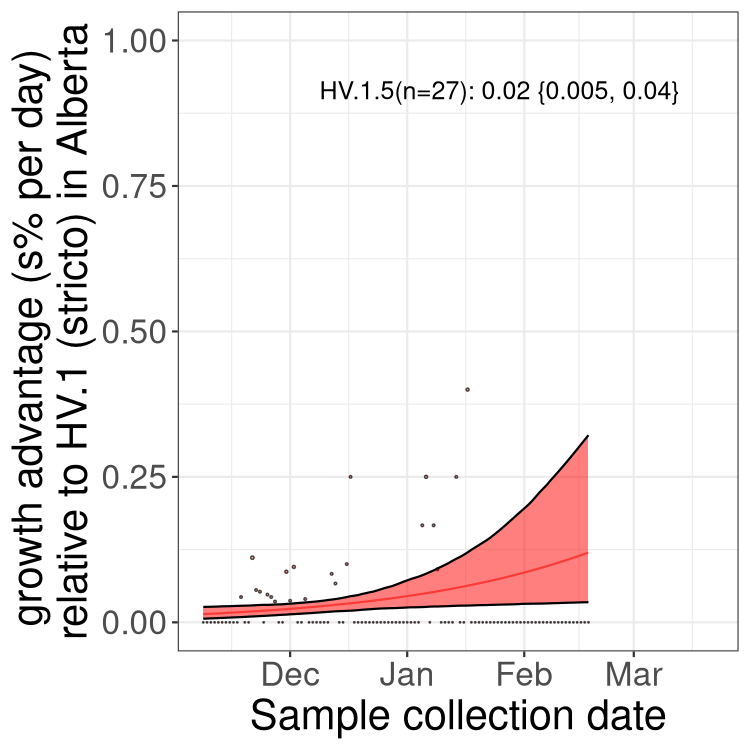 growth advantage (s% per day)
relative to HV.1 (stricto) in Alberta
1.00
0.75
0.50
0.25
0.00
HV.1.5(n=27): 0.02 {0.005, 0.04}
Dec Jan Feb Mar
Sample collection date